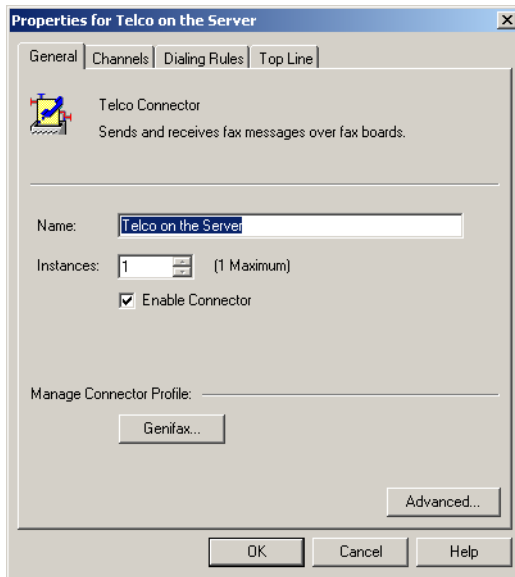 Properties for Telco on the Server
General Channels Dialing Rules Top Line
Telco Connector
Sends and receives fax messages over fax boards.
Name: Telco on the Server
Instances: 1 (1 Maximum)
Enable Connector
Manage Connector Profile:
Genifax...
Advanced...
OK Cancel Help